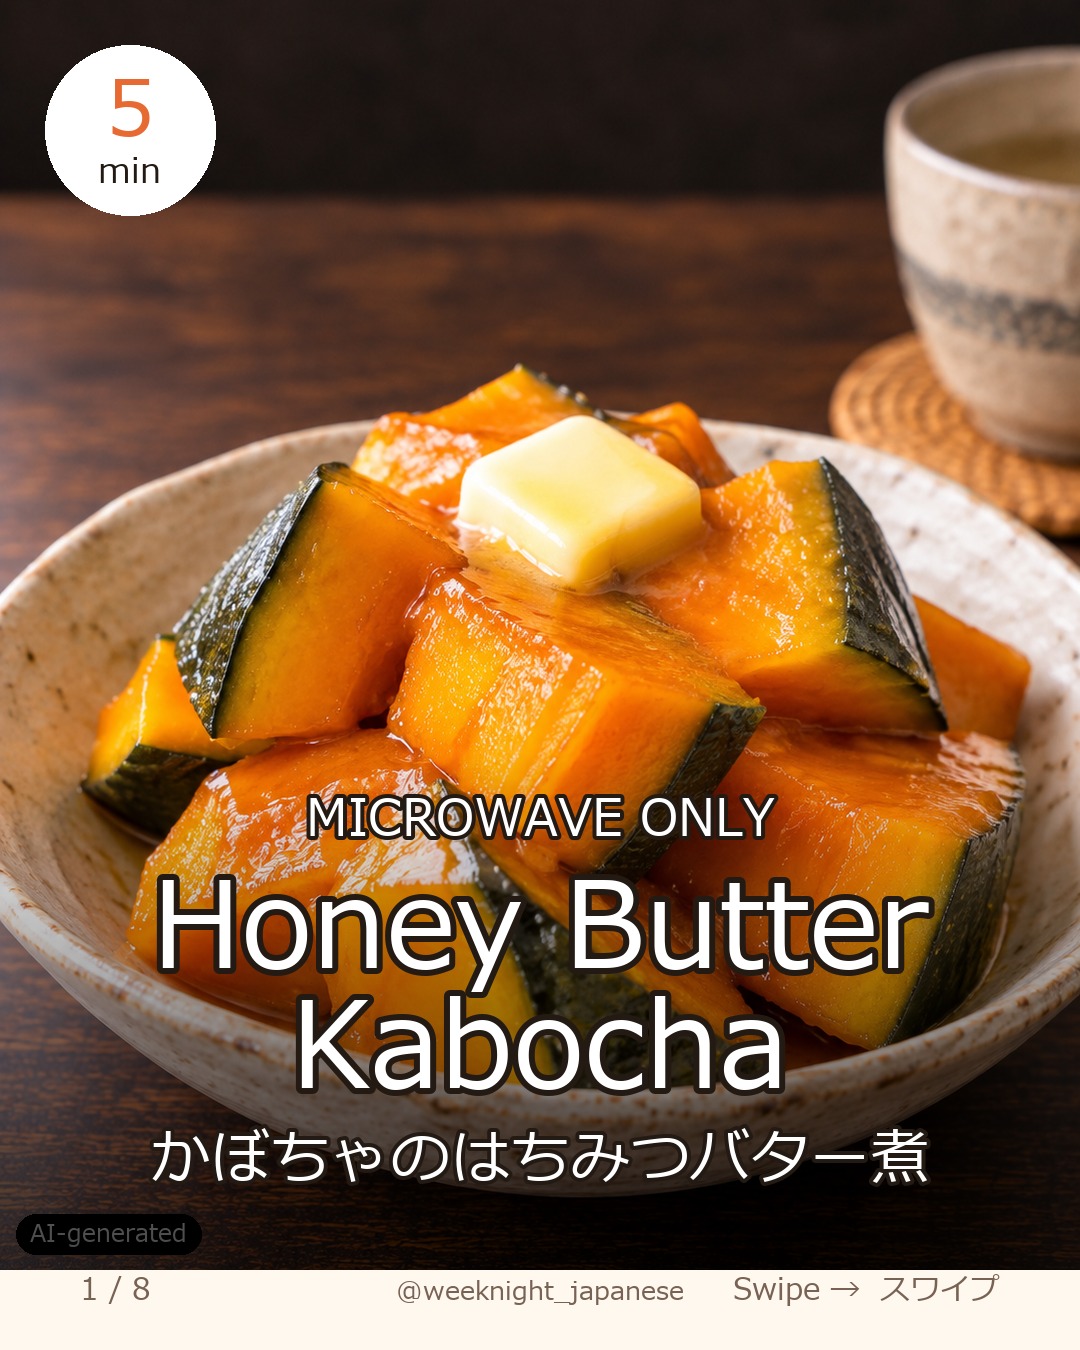 5
min
MICROWAVE ONLY
Honey Butter
Kabocha
かぼちゃのはちみつバター煮
AI-generated
1 / 8
@weeknight_japanese
Swipe → スワイプ